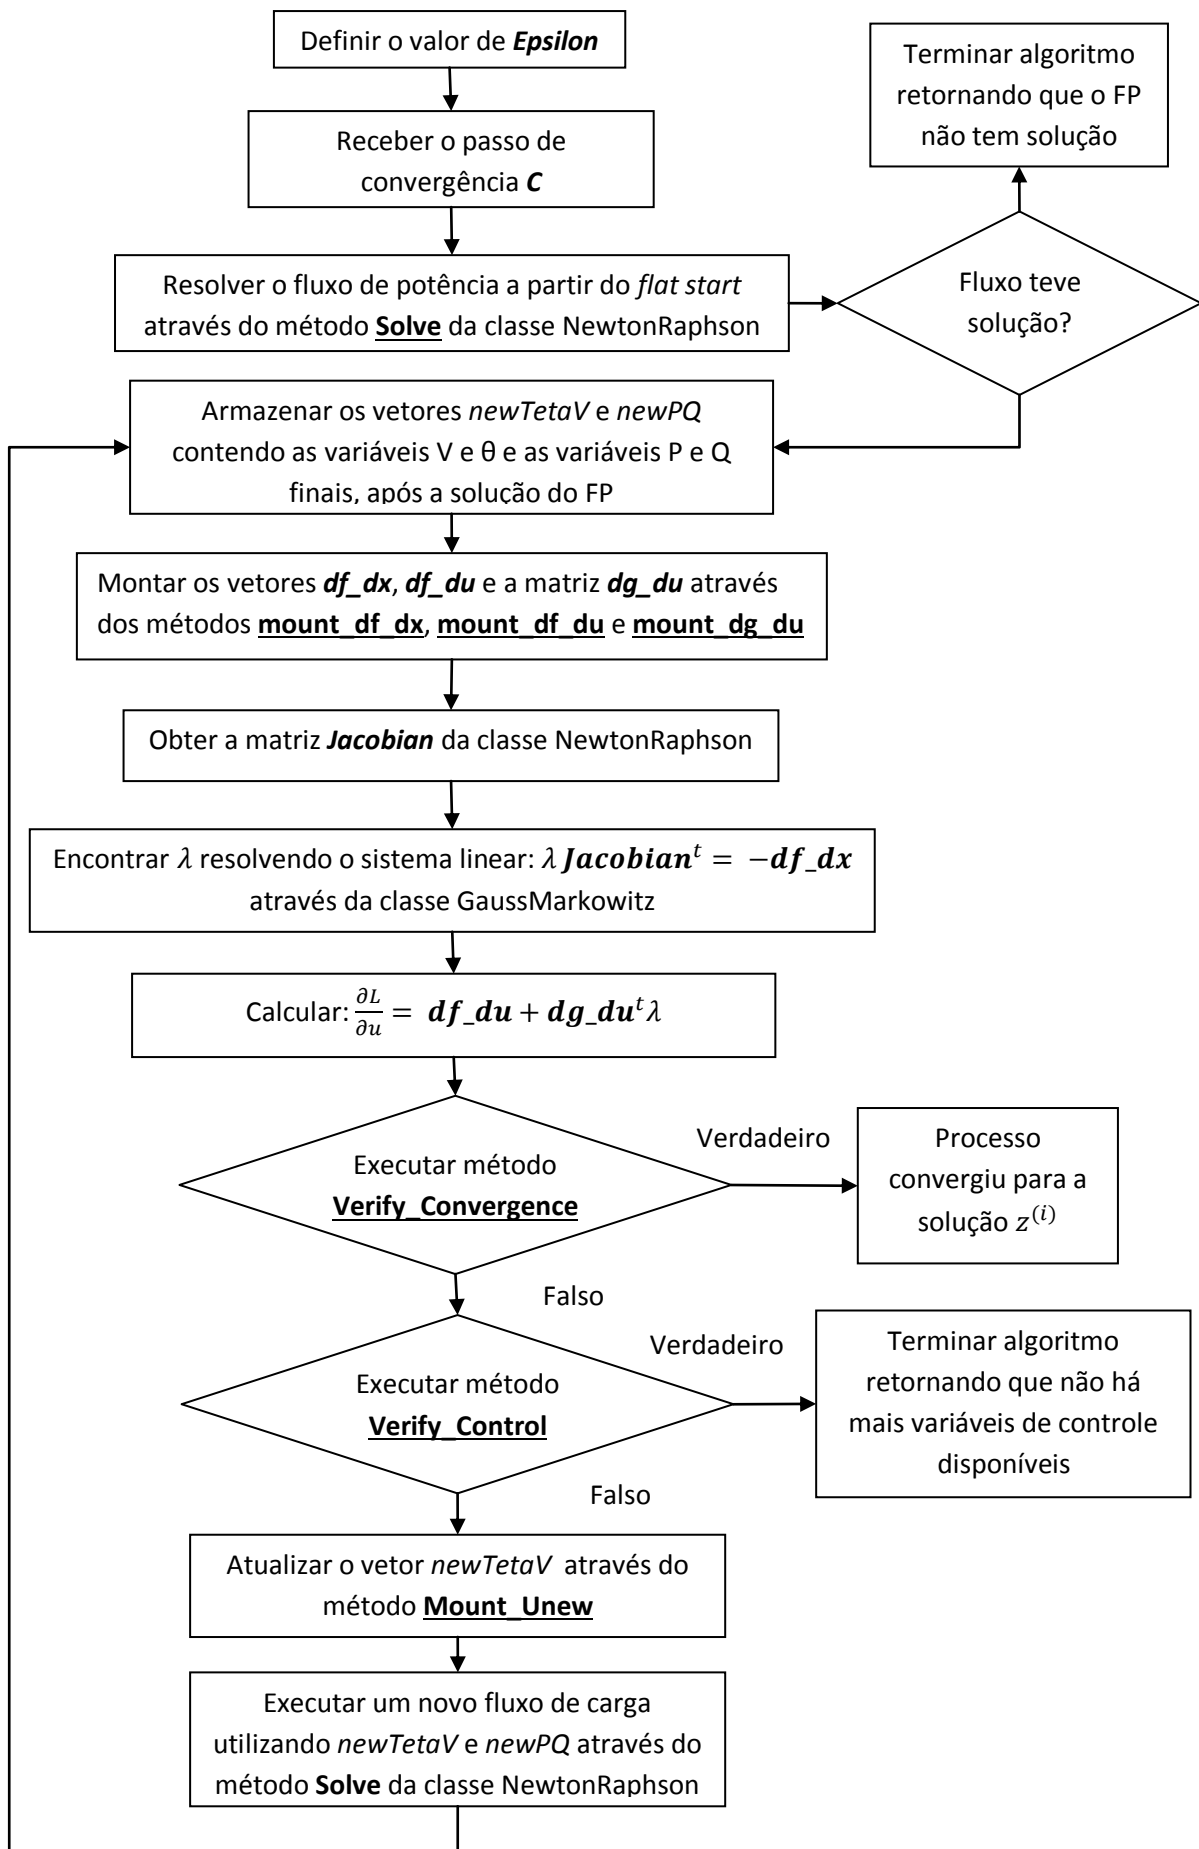 Definir o valor de Epsilon
Terminar algoritmo
retornando que o FP
não tem solução
Receber o passo de
convergência C
Resolver o fluxo de potência a partir do flat start
através do método Solve da classe NewtonRaphson
Fluxo teve
solução?
Armazenar os vetores newTetaV e newPQ
contendo as variáveis V e θ e as variáveis P e Q
finais, após a solução do FP
Montar os vetores df_dx, df_du e a matriz dg_du através
dos métodos mount_df_dx, mount_df_du e mount_dg_du
Obter a matriz Jacobian da classe NewtonRaphson
Encontrar λ resolvendo o sistema linear: λ Jacobian^t = −df_dx
através da classe GaussMarkowitz
Calcular: ∂L/∂u = df_du + dg_du^t λ
Executar método
Verify_Convergence
Verdadeiro
Processo
convergiu para a
solução z^(i)
Falso
Executar método
Verify_Control
Verdadeiro
Terminar algoritmo
retornando que não há
mais variáveis de controle
disponíveis
Falso
Atualizar o vetor newTetaV através do
método Mount_Unew
Executar um novo fluxo de carga
utilizando newTetaV e newPQ através do
método Solve da classe NewtonRaphson